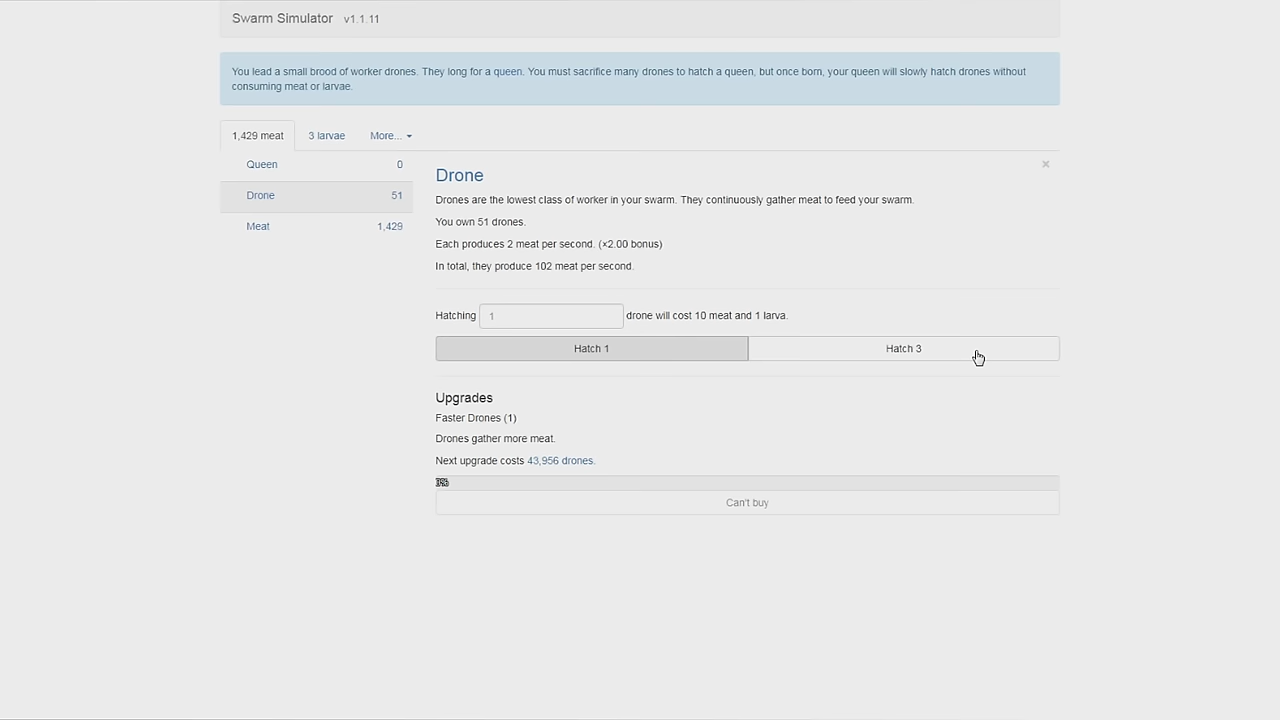 Swarm Simulator v1.1.11
You lead a small brood of worker drones. They long for a queen. You must sacrifice many drones to hatch a queen, but once born, your queen will slowly hatch drones without
consuming meat or larvae.
1,429 meat 3 larvae More...
Queen 0
Drone 51
Meat 1,429
Drone
Drones are the lowest class of worker in your swarm. They continuously gather meat to feed your swarm.
You own 51 drones.
Each produces 2 meat per second. (×2.00 bonus)
In total, they produce 102 meat per second.
Hatching 1 drone will cost 10 meat and 1 larva.
Hatch 1 Hatch 3
Upgrades
Faster Drones (1)
Drones gather more meat.
Next upgrade costs 43,956 drones.
Can't buy